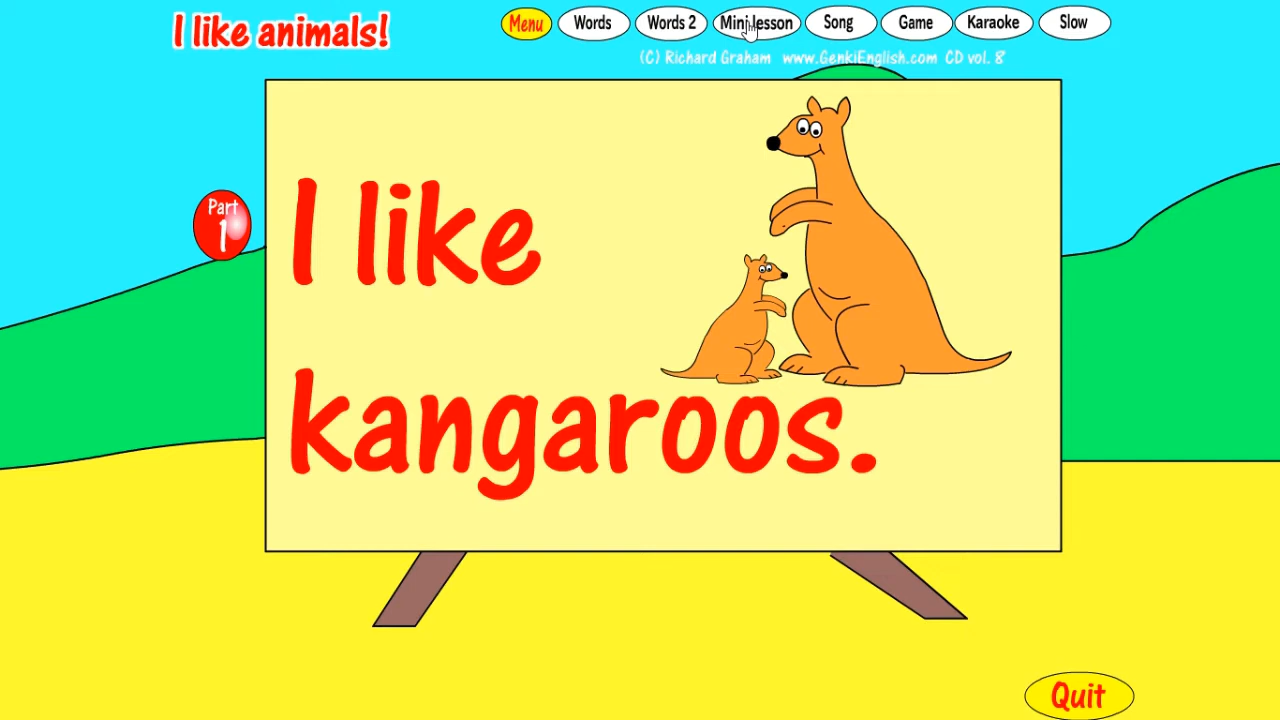 I like animals!
Menu Words Words 2 Mini lesson Song Game Karaoke Slow
(C) Richard Graham www.GenkiEnglish.com CD vol. 8
Part
1
I like
kangaroos.
Quit